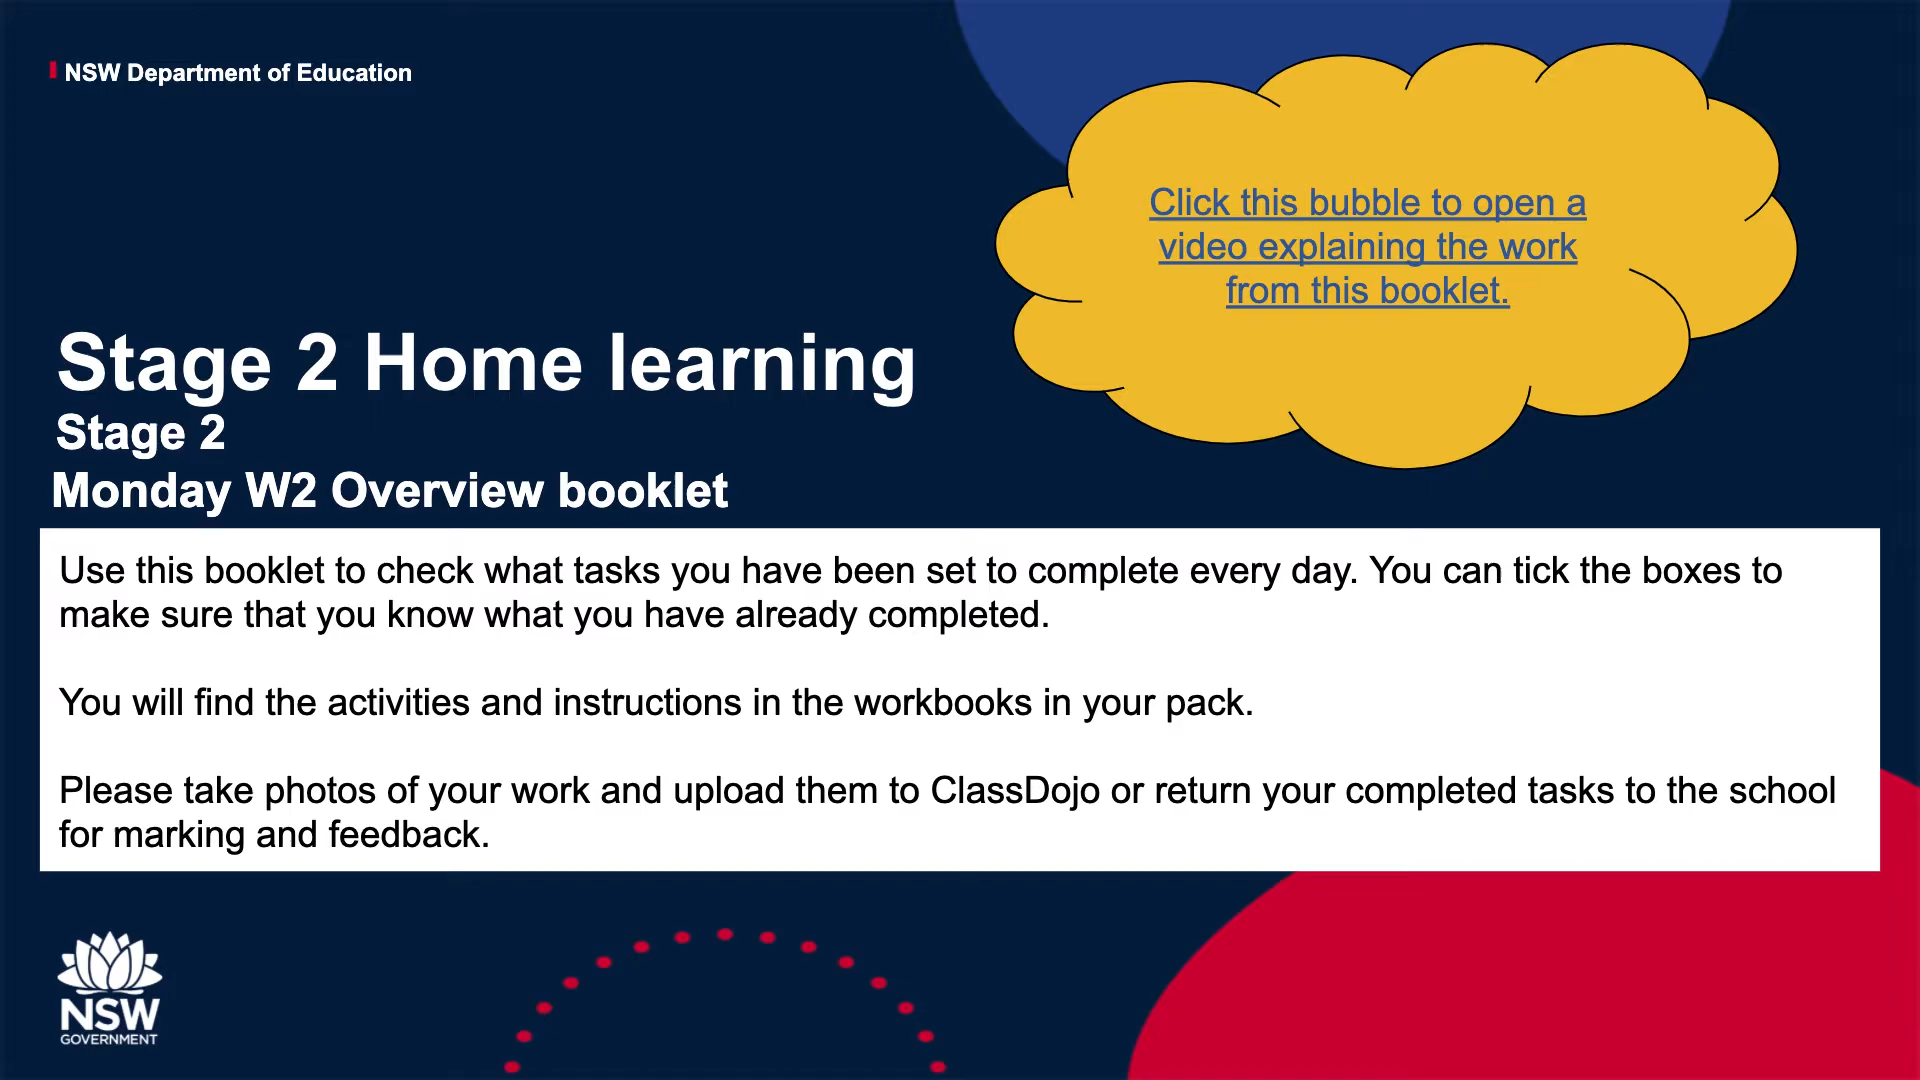 NSW Department of Education
Click this bubble to open a
video explaining the work
from this booklet.
Stage 2 Home learning
Stage 2
Monday W2 Overview booklet
Use this booklet to check what tasks you have been set to complete every day. You can tick the boxes to
make sure that you know what you have already completed.
You will find the activities and instructions in the workbooks in your pack.
Please take photos of your work and upload them to ClassDojo or return your completed tasks to the school
for marking and feedback.
NSW
GOVERNMENT